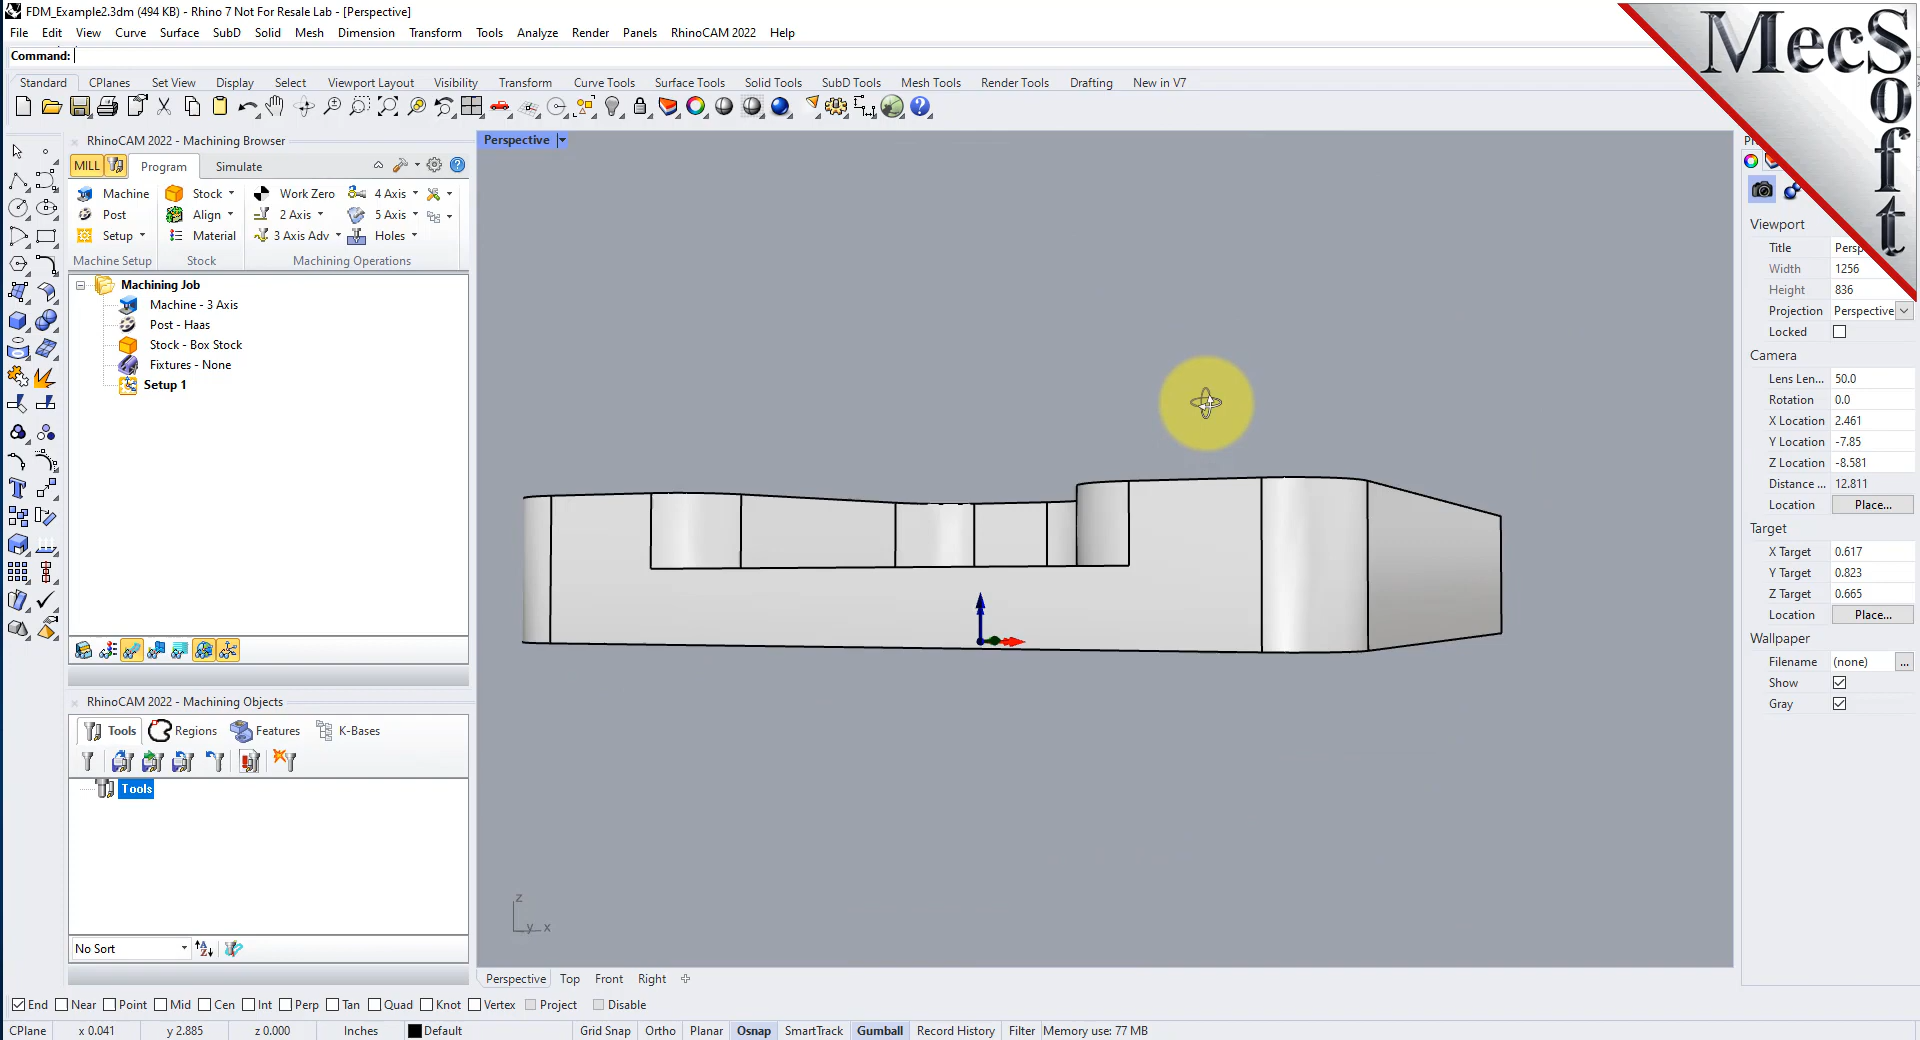 FDM_Example2.3dm (494 KB) - Rhino 7 Not For Resale Lab - [Perspective]
File Edit View Curve Surface SubD Solid Mesh Dimension Transform Tools Analyze Render Panels RhinoCAM 2022 Help
Command:
Standard CPlanes Set View Display Select Viewport Layout Visibility Transform Curve Tools Surface Tools Solid Tools SubD Tools Mesh Tools Render Tools Drafting New in V7
MecSoft
RhinoCAM 2022 - Machining Browser
MILL Program Simulate
Machine Stock Work Zero 4 Axis
Post Align 2 Axis 5 Axis
Setup Material 3 Axis Adv Holes
Machine Setup Stock Machining Operations
Machining Job
Machine - 3 Axis
Post - Haas
Stock - Box Stock
Fixtures - None
Setup 1
RhinoCAM 2022 - Machining Objects
Tools Regions Features K-Bases
Tools
No Sort
Perspective
z
y x
Perspective Top Front Right
Viewport
Title Persp
Width 1256
Height 836
Projection Perspective
Locked
Camera
Lens Len... 50.0
Rotation 0.0
X Location 2.461
Y Location -7.85
Z Location -8.581
Distance ... 12.811
Location Place...
Target
X Target 0.617
Y Target 0.823
Z Target 0.665
Location Place...
Wallpaper
Filename (none) ...
Show
Gray
End Near Point Mid Cen Int Perp Tan Quad Knot Vertex Project Disable
CPlane x 0.041 y 2.885 z 0.000 Inches Default Grid Snap Ortho Planar Osnap SmartTrack Gumball Record History Filter Memory use: 77 MB